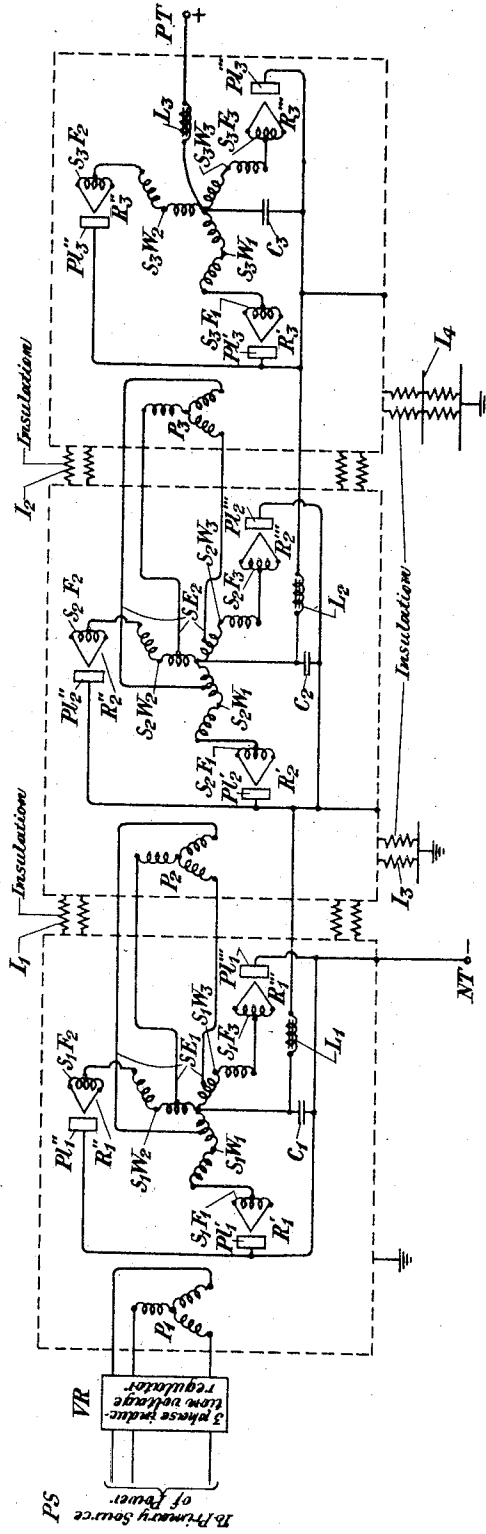 PS
To Primary Source
of Power
VR
3 phase induc-
tion voltage
regulator
P1
Pl1''
R1''
S1F2
S1W2
SE1
S1W3
S1W1
S1F1
Pl1'
R1'
S1F3
Pl1'''
R1'''
C1
L1
NT −
I1
Insulation
P2
Pl2''
R2''
S2F2
S2W2
SE2
S2W3
S2W1
S2F1
Pl2'
R2'
S2F3
Pl2'''
R2'''
C2
L2
I3
Insulation
I2
Insulation
P3
Pl3''
R3''
S3F2
S3W2
S3W3
S3W1
S3F1
Pl3'
R3'
S3F3
Pl3'''
R3'''
C3
L3
I4
PT +